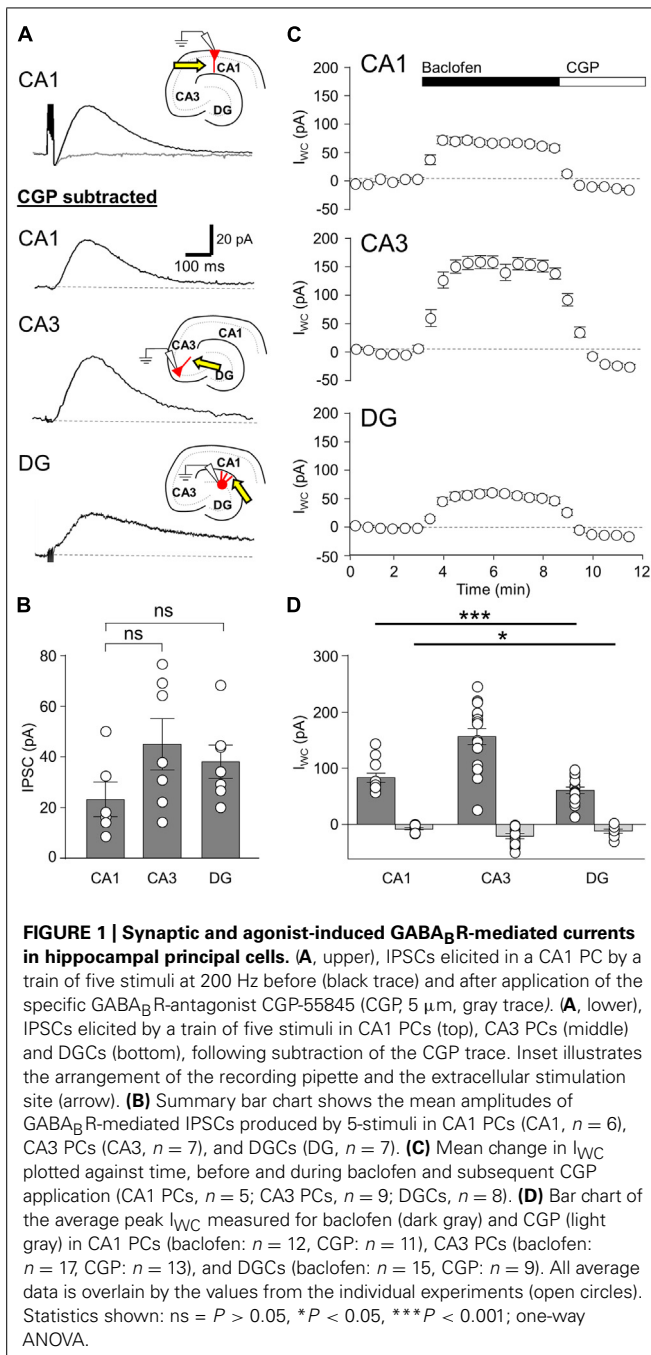 A
CA1
CA1
CA3
DG
CGP subtracted
CA1
20 pA
100 ms
CA3
CA1
CA3
DG
DG
CA1
CA3
DG
B
ns
ns
IPSC (pA)
80
60
40
20
0
CA1 CA3 DG
C
CA1
Baclofen CGP
I_WC (pA)
200
150
100
50
0
-50
CA3
I_WC (pA)
200
150
100
50
0
-50
DG
I_WC (pA)
200
150
100
50
0
-50
0 2 4 6 8 10 12
Time (min)
D
***
*
I_WC (pA)
300
200
100
0
CA1 CA3 DG
FIGURE 1 | Synaptic and agonist-induced GABA_BR-mediated currents
in hippocampal principal cells. (A, upper), IPSCs elicited in a CA1 PC by a
train of five stimuli at 200 Hz before (black trace) and after application of the
specific GABA_BR-antagonist CGP-55845 (CGP, 5 μm, gray trace). (A, lower),
IPSCs elicited by a train of five stimuli in CA1 PCs (top), CA3 PCs (middle)
and DGCs (bottom), following subtraction of the CGP trace. Inset illustrates
the arrangement of the recording pipette and the extracellular stimulation
site (arrow). (B) Summary bar chart shows the mean amplitudes of
GABA_BR-mediated IPSCs produced by 5-stimuli in CA1 PCs (CA1, n = 6),
CA3 PCs (CA3, n = 7), and DGCs (DG, n = 7). (C) Mean change in I_WC
plotted against time, before and during baclofen and subsequent CGP
application (CA1 PCs, n = 5; CA3 PCs, n = 9; DGCs, n = 8). (D) Bar chart of
the average peak I_WC measured for baclofen (dark gray) and CGP (light
gray) in CA1 PCs (baclofen: n = 12, CGP: n = 11), CA3 PCs (baclofen:
n = 17, CGP: n = 13), and DGCs (baclofen: n = 15, CGP: n = 9). All average
data is overlain by the values from the individual experiments (open circles).
Statistics shown: ns = P > 0.05, *P < 0.05, ***P < 0.001; one-way
ANOVA.